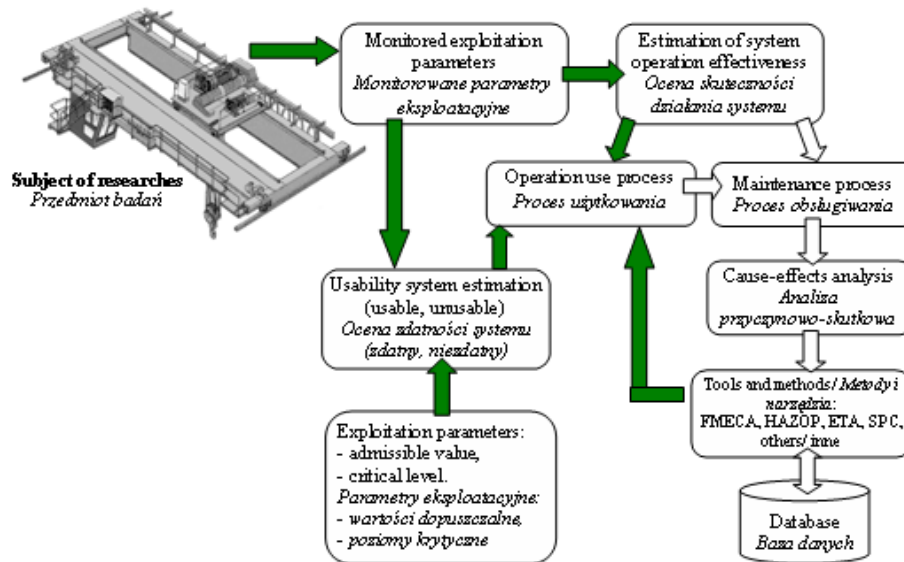 Subject of researches
Przedmiot badań
Monitored exploitation
parameters
Monitorowane parametry
eksploatacyjne
Estimation of system
operation effectiveness
Ocena skuteczności
działania systemu
Operation use process
Proces użytkowania
Maintenance process
Proces obsługiwania
Usability system estimation
(usable, unusable)
Ocena zdatności systemu
(zdatny, niezdatny)
Cause-effects analysis
Analiza
przyczynowo-skutkowa
Exploitation parameters:
- admissible value,
- critical level.
Parametry eksploatacyjne:
- wartości dopuszczalne,
- poziomy krytyczne
Tools and methods/ Metody i
narzędzia:
FMECA, HAZOP, ETA, SPC,
others/ inne
Database
Baza danych